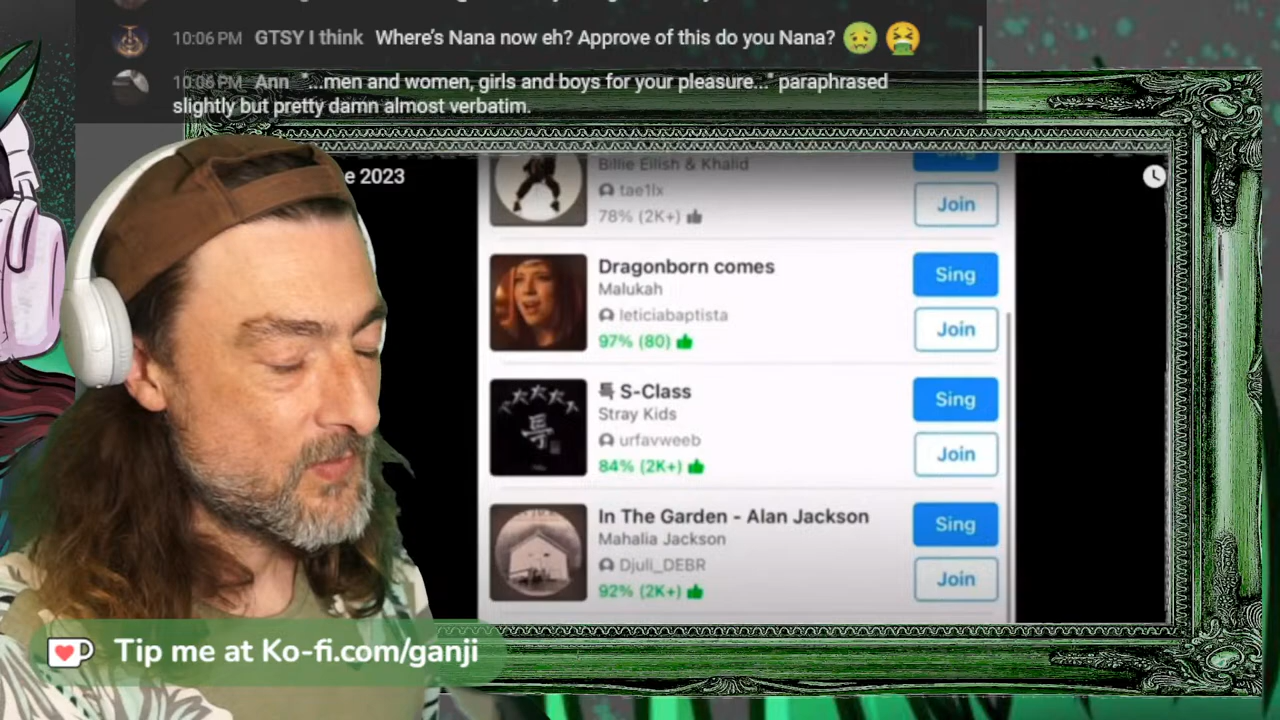 10:06 PM GTSY I think Where's Nana now eh? Approve of this do you Nana? 🤢 🤮
10:06 PM Ann "...men and women, girls and boys for your pleasure..." paraphrased
slightly but pretty damn almost verbatim.
e 2023
Billie Eilish & Khalid
Sing
tae1lx
78% (2K+)
Join
Dragonborn comes
Malukah
Sing
leticiabaptista
97% (80)
Join
특 S-Class
Stray Kids
Sing
urfavweeb
84% (2K+)
Join
In The Garden - Alan Jackson
Mahalia Jackson
Sing
Djuli_DEBR
92% (2K+)
Join
Tip me at Ko-fi.com/ganji